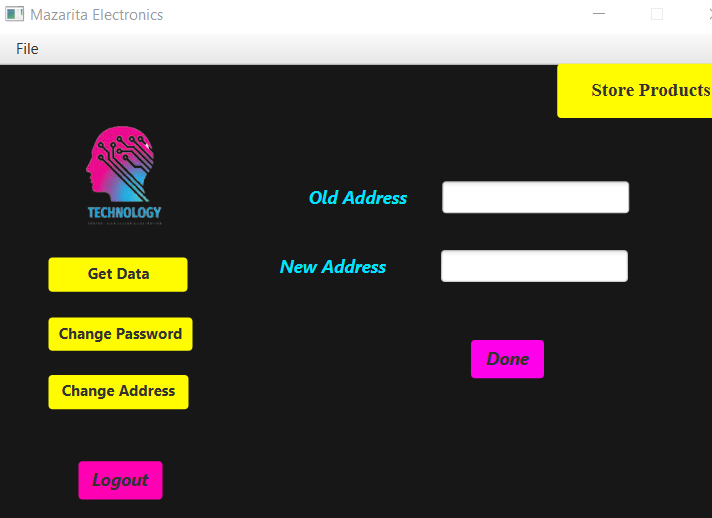 Mazarita Electronics
File
Store Products
TECHNOLOGY
Old Address
New Address
Get Data
Change Password
Change Address
Done
Logout